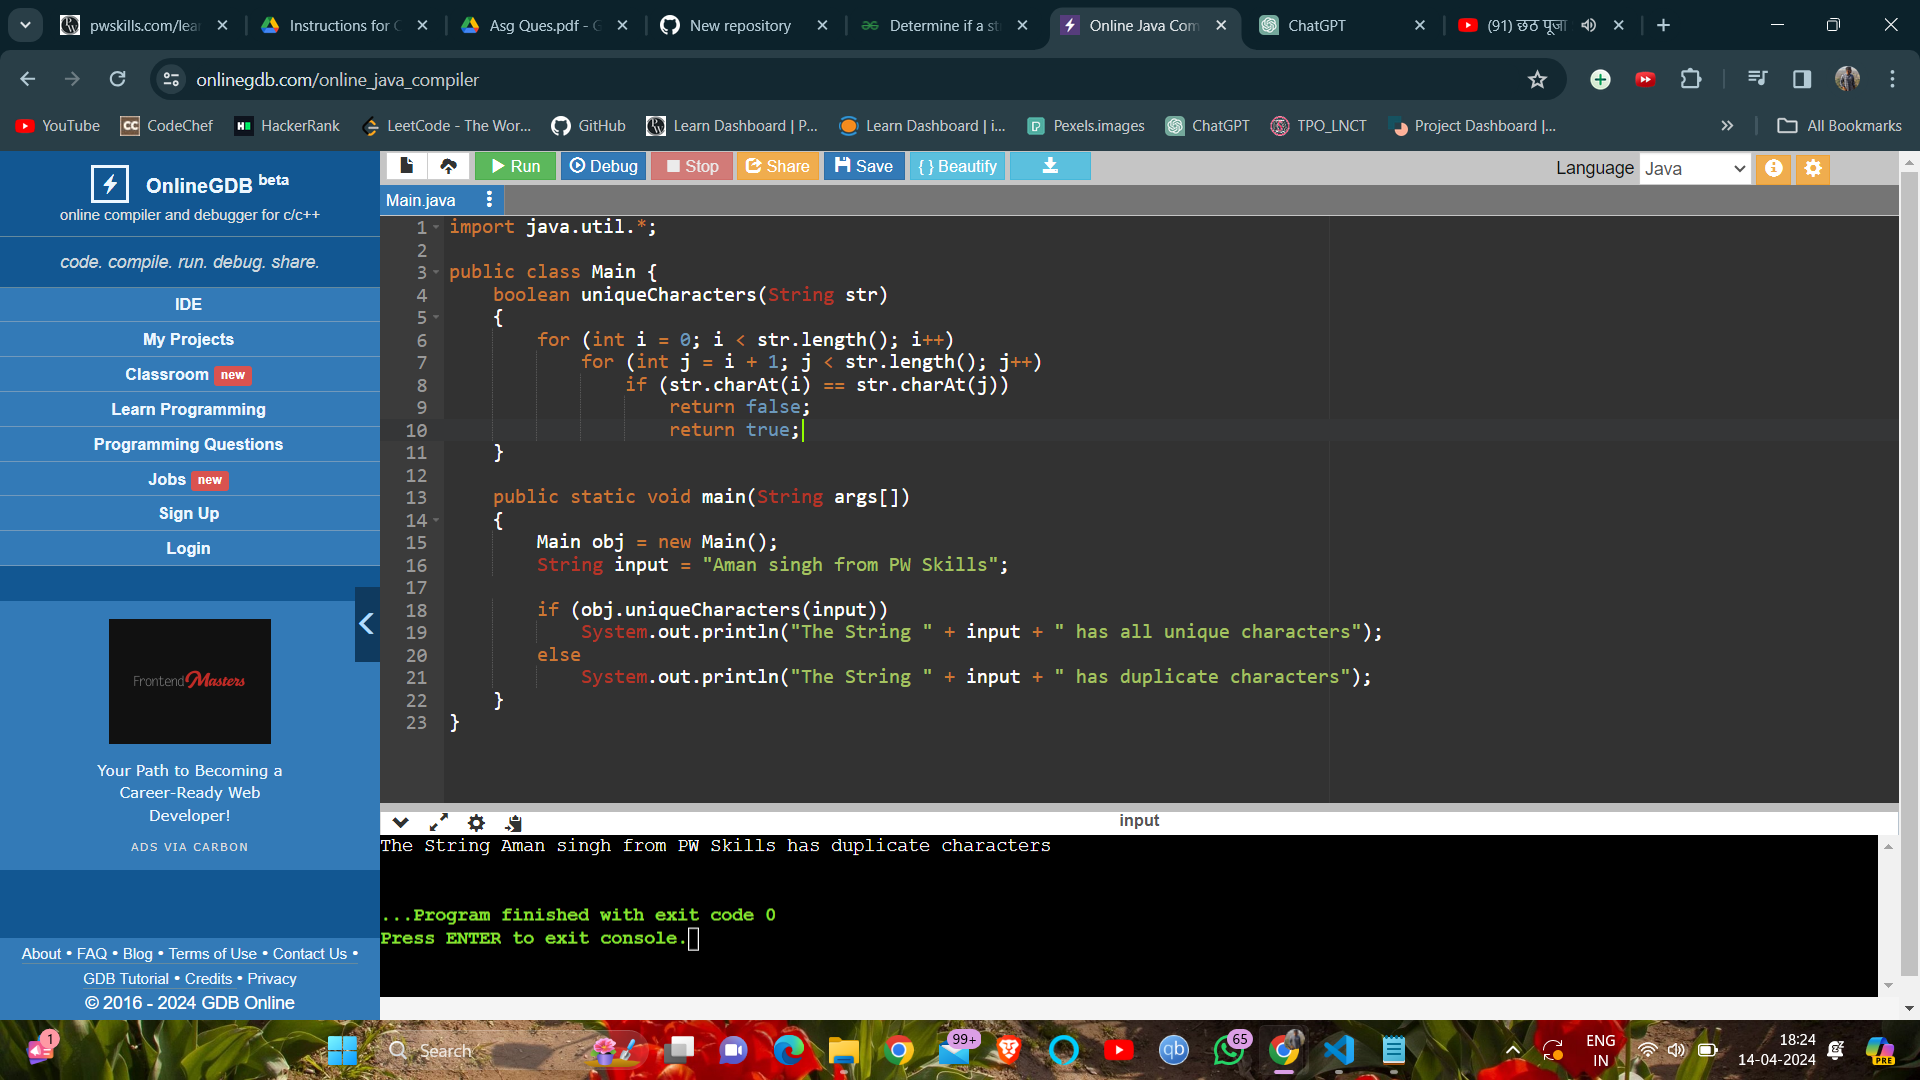 pwskills.com/lea
Instructions for C
Asg Ques.pdf - G
New repository
Determine if a st
Online Java Com
ChatGPT
(91) छठ पूजा
onlinegdb.com/online_java_compiler
YouTube
CC CodeChef
H HackerRank
LeetCode - The Wor...
GitHub
Learn Dashboard | P...
Learn Dashboard | i...
Pexels.images
ChatGPT
TPO_LNCT
Project Dashboard |...
»
All Bookmarks
OnlineGDB beta
online compiler and debugger for c/c++
code. compile. run. debug. share.
IDE
My Projects
Classroom new
Learn Programming
Programming Questions
Jobs new
Sign Up
Login
Frontend Masters
Your Path to Becoming a
Career-Ready Web
Developer!
ADS VIA CARBON
About • FAQ • Blog • Terms of Use • Contact Us •
GDB Tutorial • Credits • Privacy
© 2016 - 2024 GDB Online
Run Debug Stop Share Save { } Beautify
Language Java
Main.java
1 import java.util.*;
2
3 public class Main {
4 boolean uniqueCharacters(String str)
5 {
6 for (int i = 0; i < str.length(); i++)
7 for (int j = i + 1; j < str.length(); j++)
8 if (str.charAt(i) == str.charAt(j))
9 return false;
10 return true;
11 }
12
13 public static void main(String args[])
14 {
15 Main obj = new Main();
16 String input = "Aman singh from PW Skills";
17
18 if (obj.uniqueCharacters(input))
19 System.out.println("The String " + input + " has all unique characters");
20 else
21 System.out.println("The String " + input + " has duplicate characters");
22 }
23 }
input
The String Aman singh from PW Skills has duplicate characters
...Program finished with exit code 0
Press ENTER to exit console.
1
Search
99+
qb
65
ENG
IN
18:24
14-04-2024
PRE